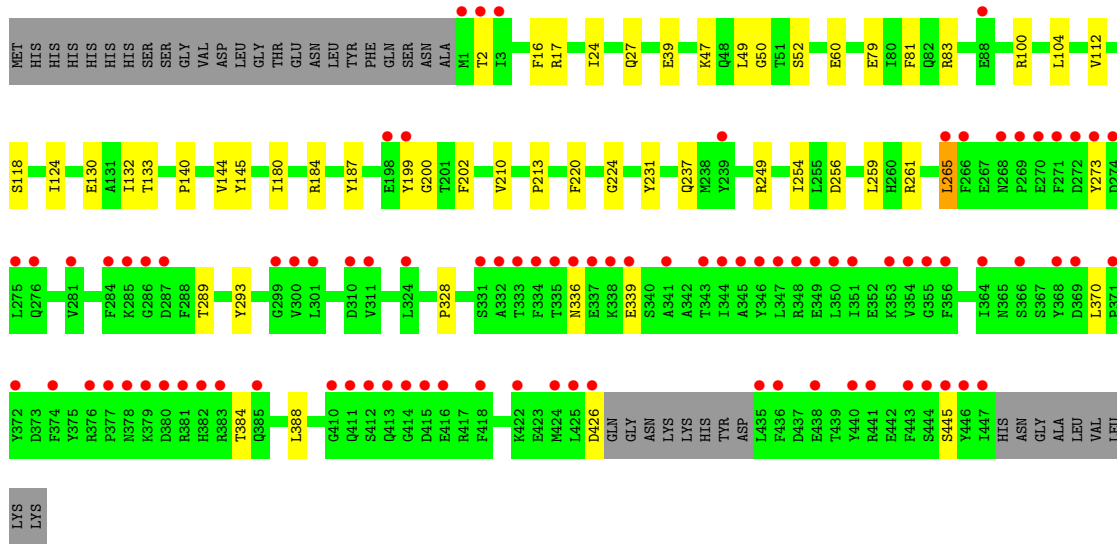 MET HIS HIS HIS HIS HIS HIS SER SER GLY VAL ASP LEU GLY THR GLU ASN LEU TYR PHE GLN SER ASN ALA M1 T2 I3 F16 R17 I24 Q27 E39 K47 Q48 L49 G50 T51 S52 E60 E79 I80 F81 Q82 R83 E88 R100 L104 V112
S118 I124 E130 A131 I132 T133 P140 V144 Y145 I180 R184 Y187 E198 Y199 G200 T201 F202 V210 P213 F220 G224 Y231 Q237 M238 Y239 R249 I254 L255 D256 L259 H260 R261 L265 F266 E267 N268 P269 E270 F271 D272 Y273 D274
L275 Q276 V281 F284 K285 G286 D287 F288 T289 Y293 G299 V300 L301 D310 V311 L324 P328 S331 A332 T333 F334 T335 N336 E337 K338 E339 S340 A341 A342 T343 I344 A345 Y346 L347 R348 E349 L350 I351 E352 K353 V354 G355 F356 I364 N365 S366 S367 Y368 D369 L370 P371
Y372 D373 F374 Y375 R376 P377 N378 K379 D380 R381 H382 R383 T384 Q385 L388 G410 Q411 S412 Q413 G414 D415 E416 R417 F418 K422 E423 M424 L425 D426 GLN GLY ASN LYS LYS HIS TYR ASP L435 F436 D437 E438 T439 Y440 R441 E442 F443 S444 S445 Y446 I447 HIS ASN GLY ALA LEU VAL LEU
LYS LYS